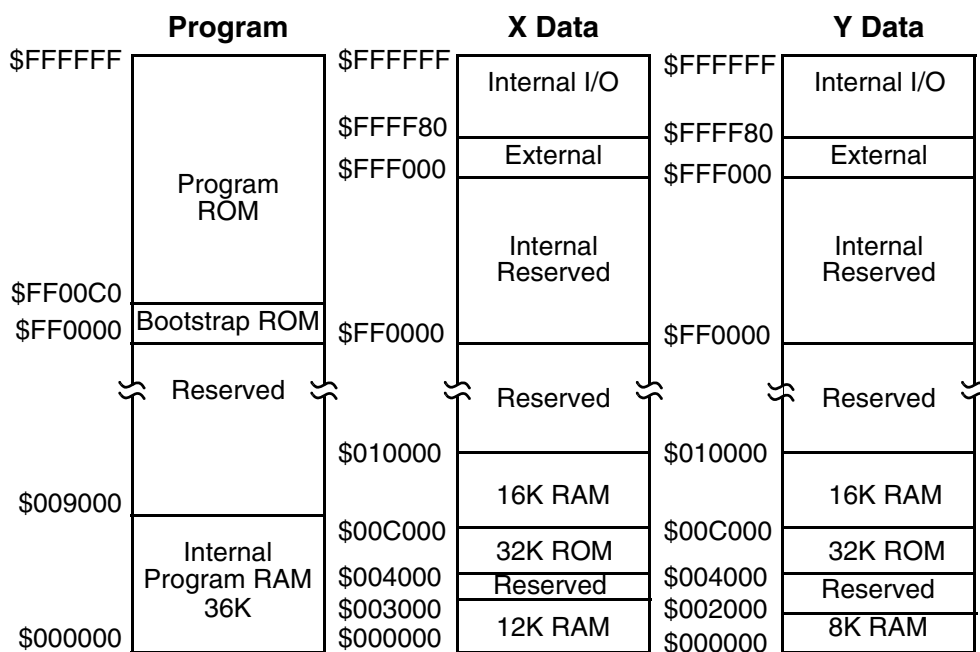 Program
$FFFFFF
Program
ROM
$FF00C0
Bootstrap ROM
$FF0000
Reserved
$009000
Internal
Program RAM
36K
$000000
X Data
$FFFFFF
Internal I/O
$FFFF80
External
$FFF000
Internal
Reserved
$FF0000
Reserved
$010000
16K RAM
$00C000
32K ROM
$004000
Reserved
$003000
12K RAM
$000000
Y Data
$FFFFFF
Internal I/O
$FFFF80
External
$FFF000
Internal
Reserved
$FF0000
Reserved
$010000
16K RAM
$00C000
32K ROM
$004000
Reserved
$002000
8K RAM
$000000